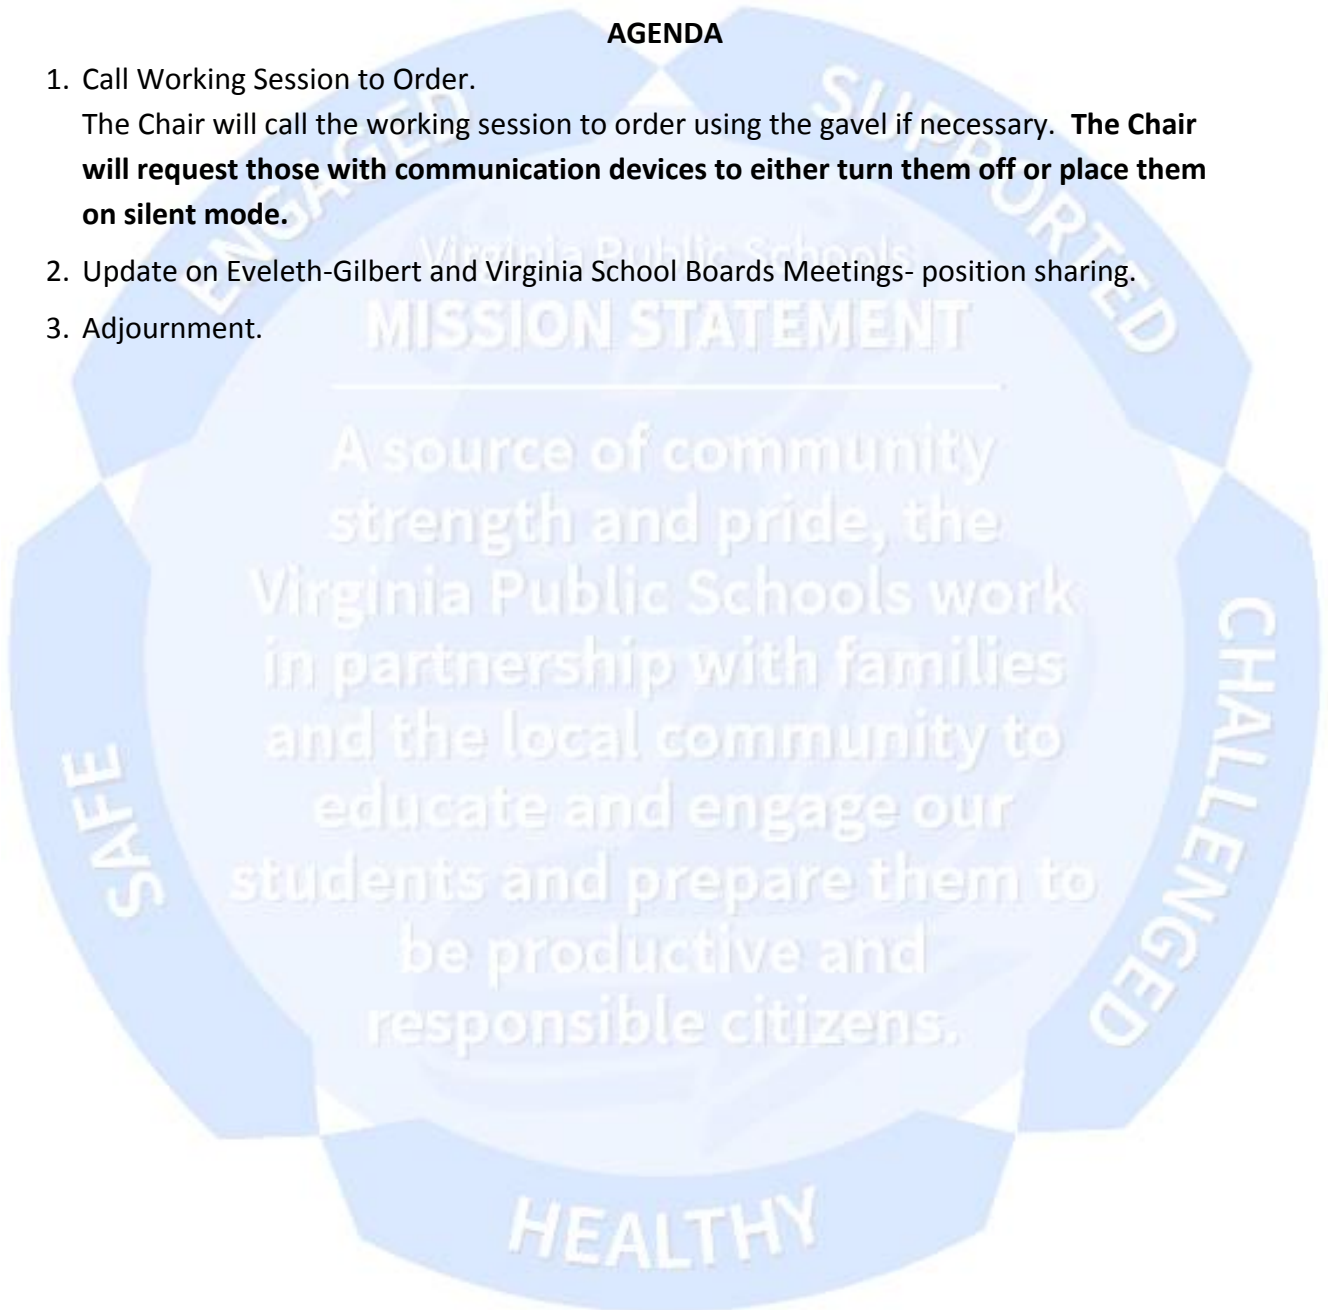 AGENDA
1. Call Working Session to Order.
The Chair will call the working session to order using the gavel if necessary.  The Chair
will request those with communication devices to either turn them off or place them
on silent mode.
2. Update on Eveleth-Gilbert and Virginia School Boards Meetings- position sharing.
3. Adjournment.
ENGAGED
SUPPORTED
CHALLENGED
HEALTHY
SAFE
Virginia Public Schools
MISSION STATEMENT
A source of community
strength and pride, the
Virginia Public Schools work
in partnership with families
and the local community to
educate and engage our
students and prepare them to
be productive and
responsible citizens.